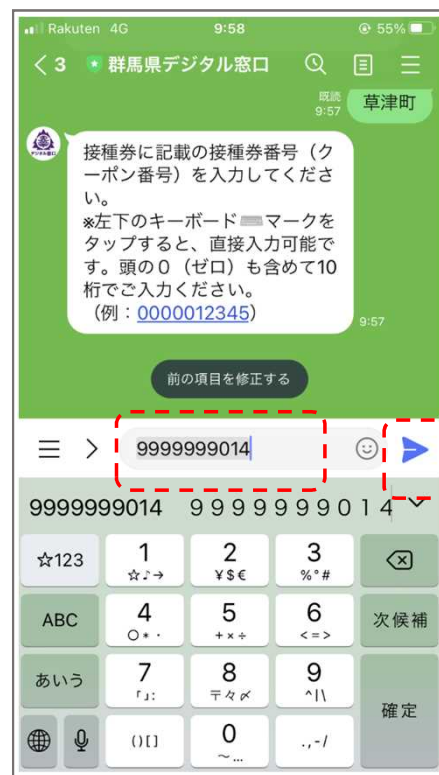 Rakuten 4G 9:58 55%
< 3 群馬県デジタル窓口
既読
9:57 草津町
接種券に記載の接種券番号（ク
ーポン番号）を入力してくださ
い。
※左下のキーボード⌨マークを
タップすると、直接入力可能で
す。頭の０（ゼロ）も含めて10
桁でご入力ください。
（例：0000012345）
9:57
前の項目を修正する
9999999014
9999999014 ９９９９９９９０１４
☆123 1 2 3
☆♪→ ¥$€ %°#
ABC 4 5 6 次候補
○*・ +×÷ <=>
あいう 7 8 9
「」: 〒々〆 ^|\
確定
()[] 0 .,-/
～…